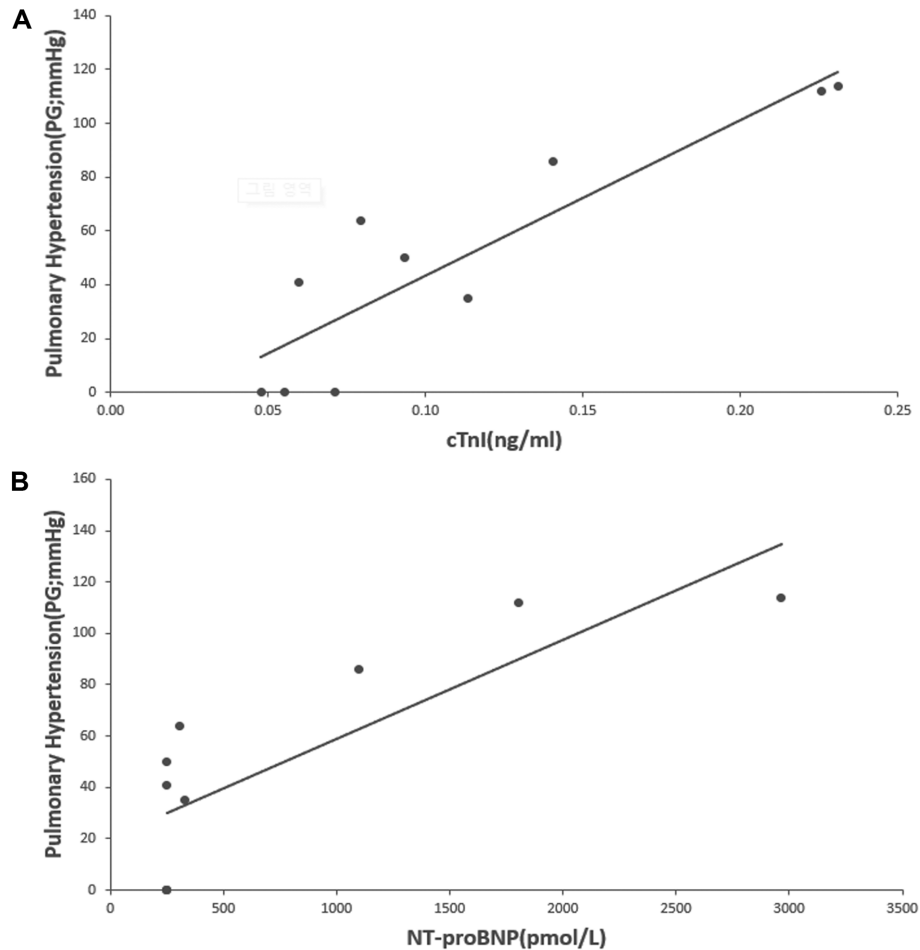 A
Pulmonary Hypertension(PG;mmHg)
140
120
100
80
60
40
20
0
0.00 0.05 0.10 0.15 0.20 0.25
cTnI(ng/ml)
그림 영역
B
Pulmonary Hypertension(PG;mmHg)
160
140
120
100
80
60
40
20
0
0 500 1000 1500 2000 2500 3000 3500
NT-proBNP(pmol/L)